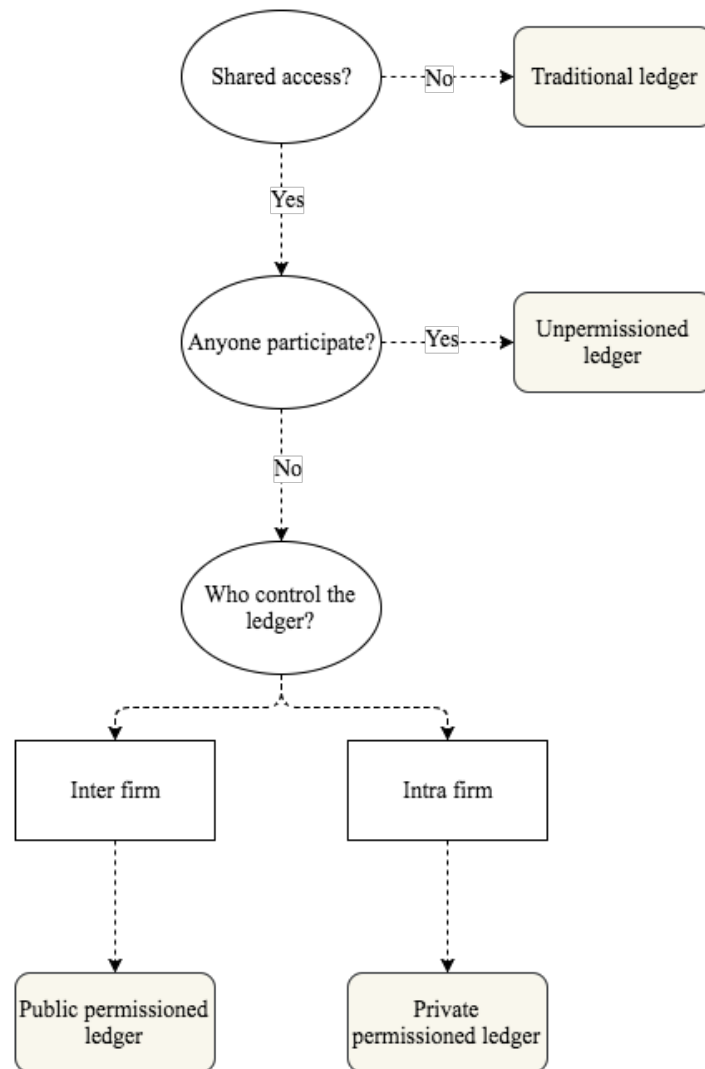 Shared access?
No
Traditional ledger
Yes
Anyone participate?
Yes
Unpermissioned
ledger
No
Who control the
ledger?
Inter firm
Intra firm
Public permissioned
ledger
Private
permissioned ledger